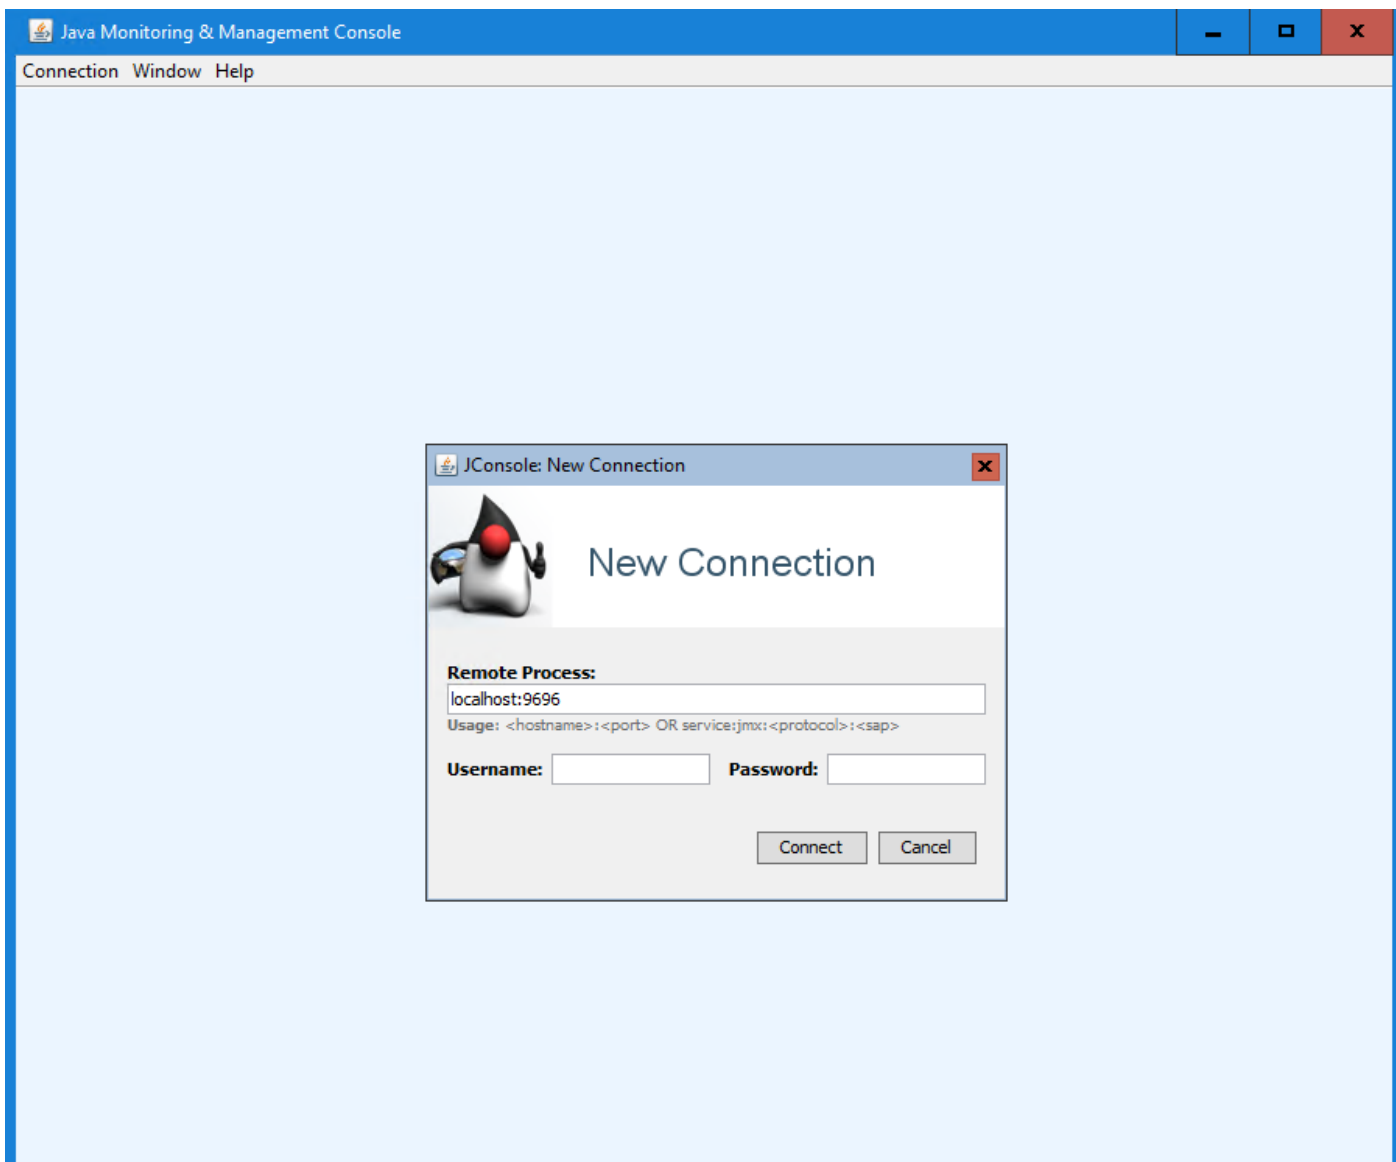 Java Monitoring & Management Console
Connection Window Help
JConsole: New Connection
New Connection
Remote Process:
localhost:9696
Usage: <hostname>:<port> OR service:jmx:<protocol>:<sap>
Username: Password:
Connect Cancel